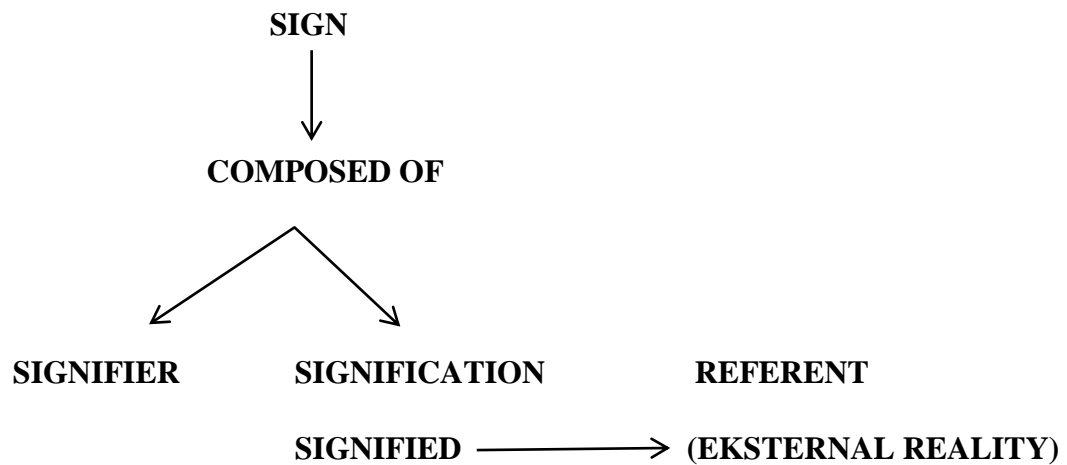 SIGN
COMPOSED OF
SIGNIFIER SIGNIFICATION REFERENT
SIGNIFIED (EKSTERNAL REALITY)